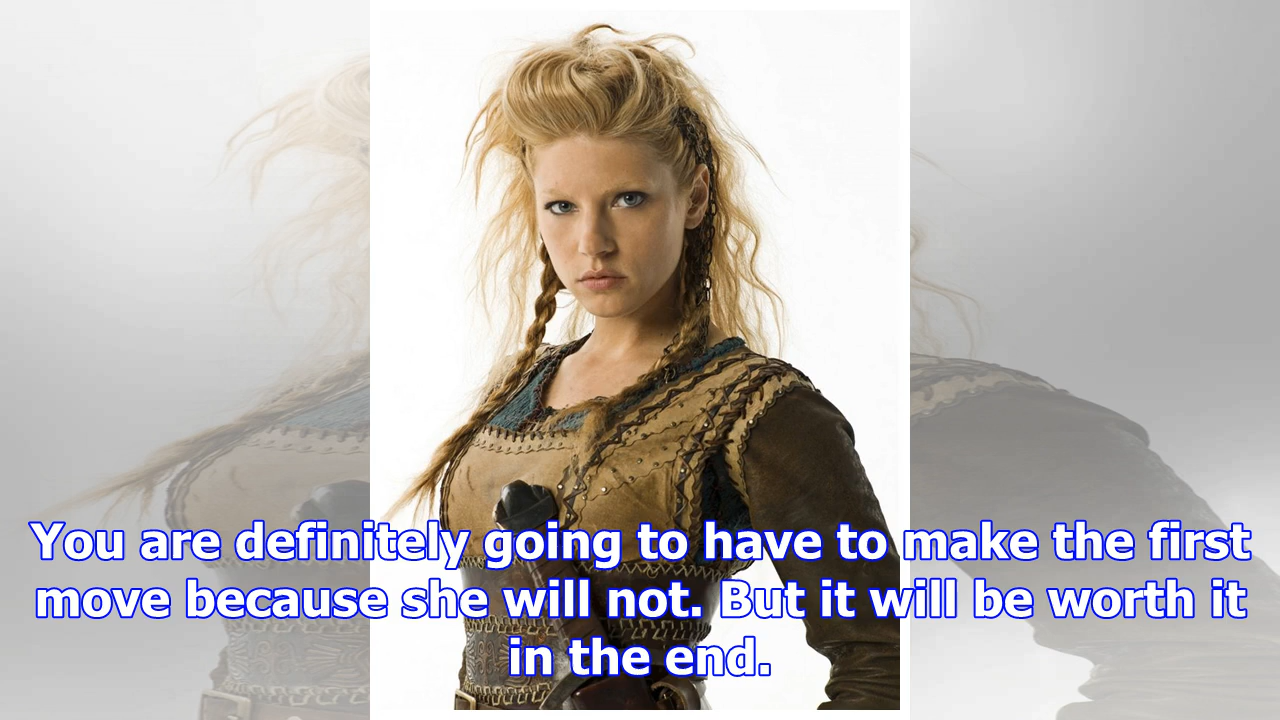 You are definitely going to have to make the first
move because she will not. But it will be worth it
in the end.